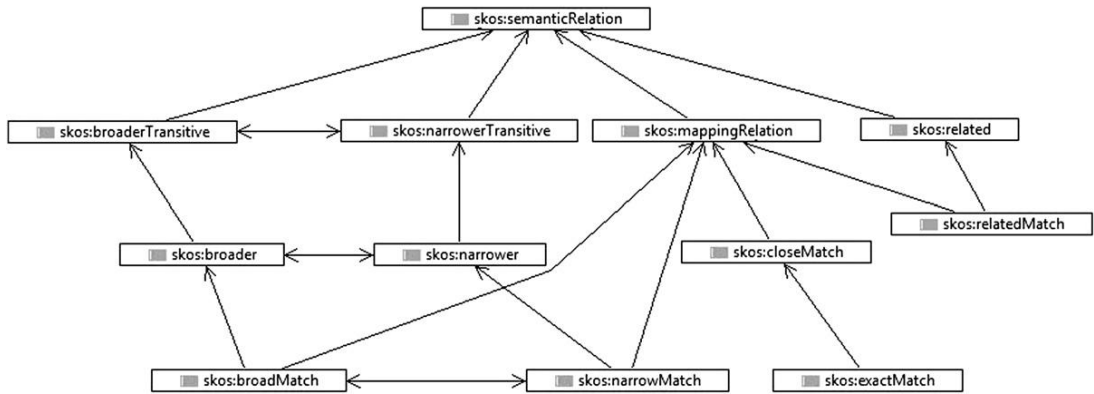 skos:semanticRelation
skos:broaderTransitive
skos:narrowerTransitive
skos:mappingRelation
skos:related
skos:relatedMatch
skos:broader
skos:narrower
skos:closeMatch
skos:broadMatch
skos:narrowMatch
skos:exactMatch